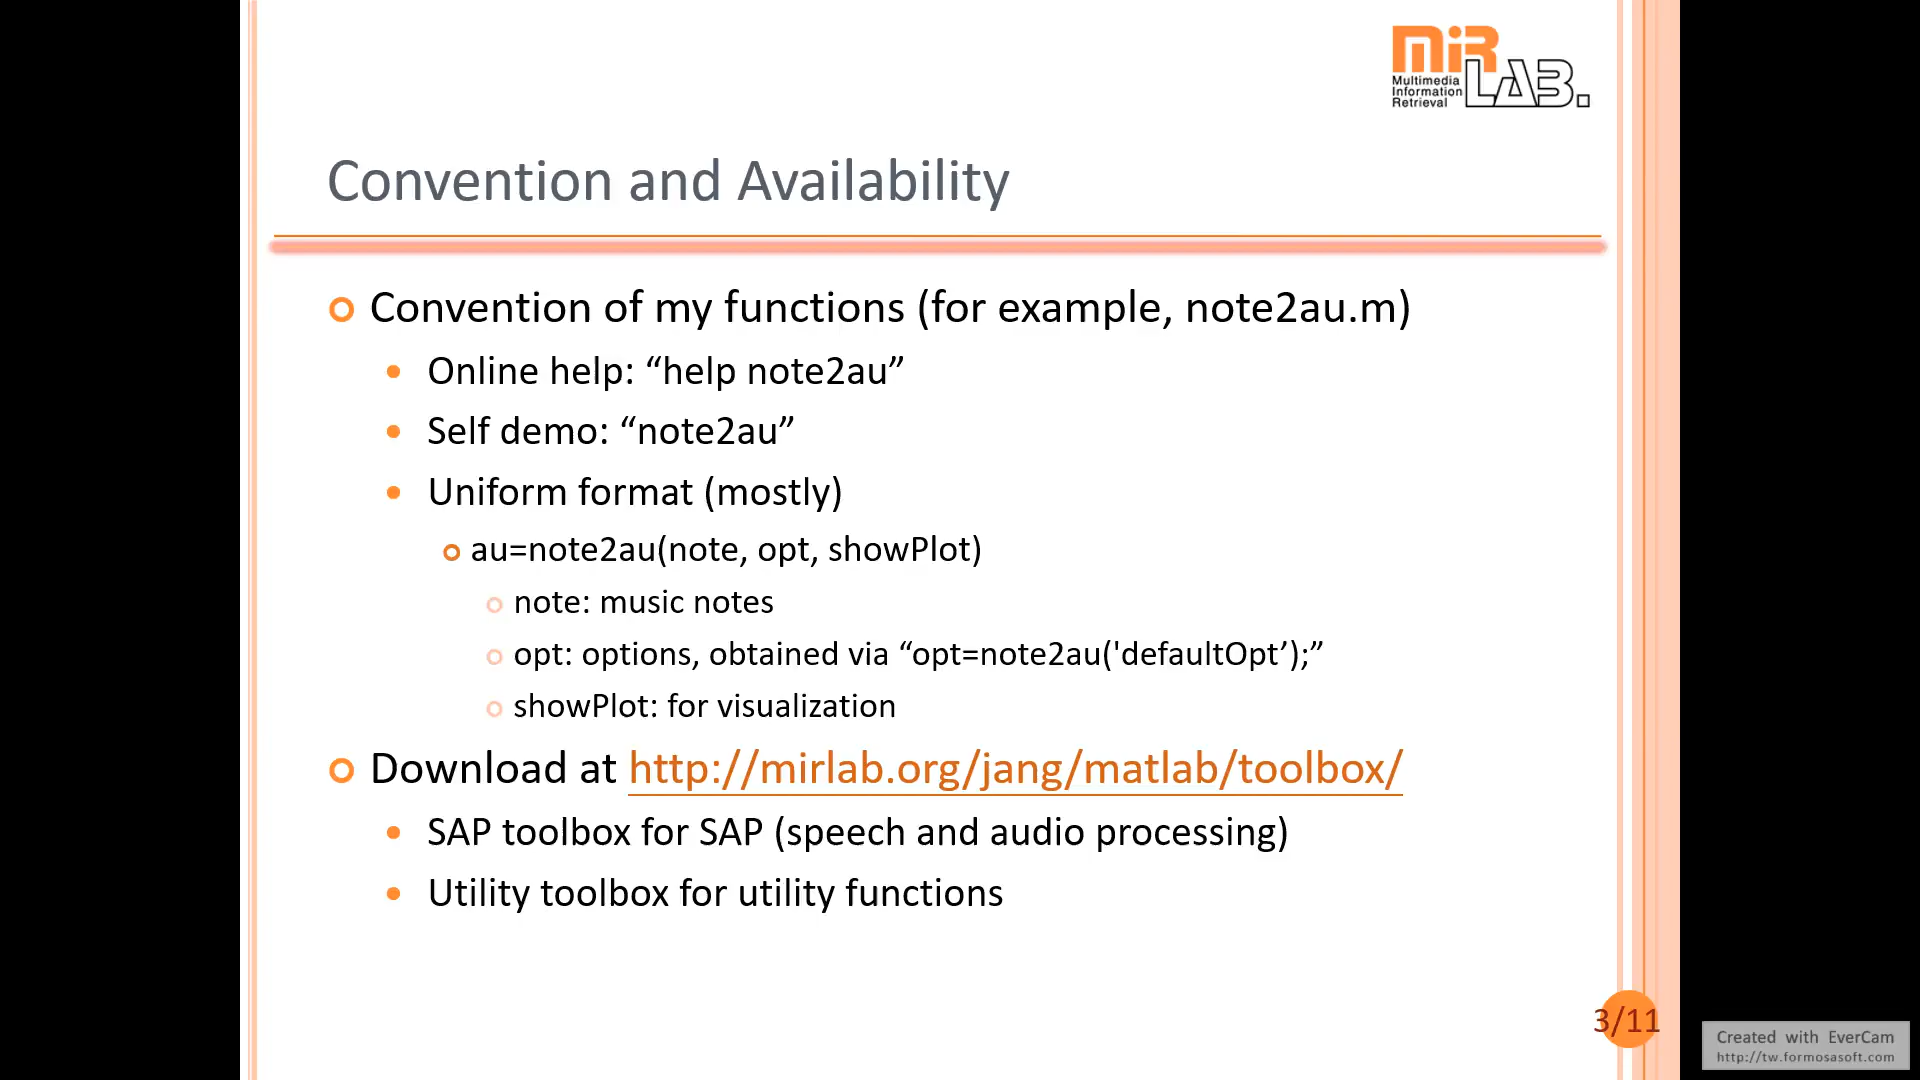 MiR
Multimedia
Information
Retrieval
LAB.
Convention and Availability
Convention of my functions (for example, note2au.m)
Online help: “help note2au”
Self demo: “note2au”
Uniform format (mostly)
au=note2au(note, opt, showPlot)
note: music notes
opt: options, obtained via “opt=note2au('defaultOpt’);”
showPlot: for visualization
Download at http://mirlab.org/jang/matlab/toolbox/
SAP toolbox for SAP (speech and audio processing)
Utility toolbox for utility functions
3/11
Created with EverCam
http://tw.formosasoft.com